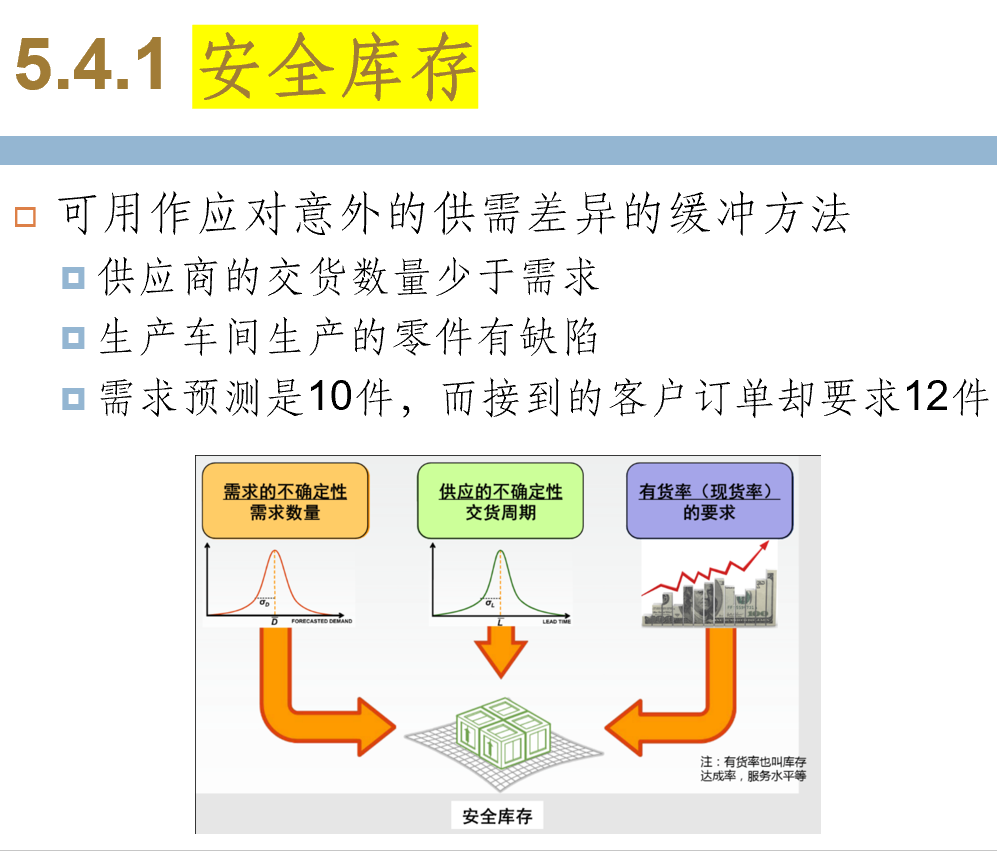 5.4.1 安全库存
可用作应对意外的供需差异的缓冲方法
供应商的交货数量少于需求
生产车间生产的零件有缺陷
需求预测是10件，而接到的客户订单却要求12件
需求的不确定性
需求数量
供应的不确定性
交货周期
有货率（现货率）
的要求
σD
D
FORECASTED DEMAND
σL
L
LEAD TIME
注：有货率也叫库存
达成率，服务水平等
安全库存